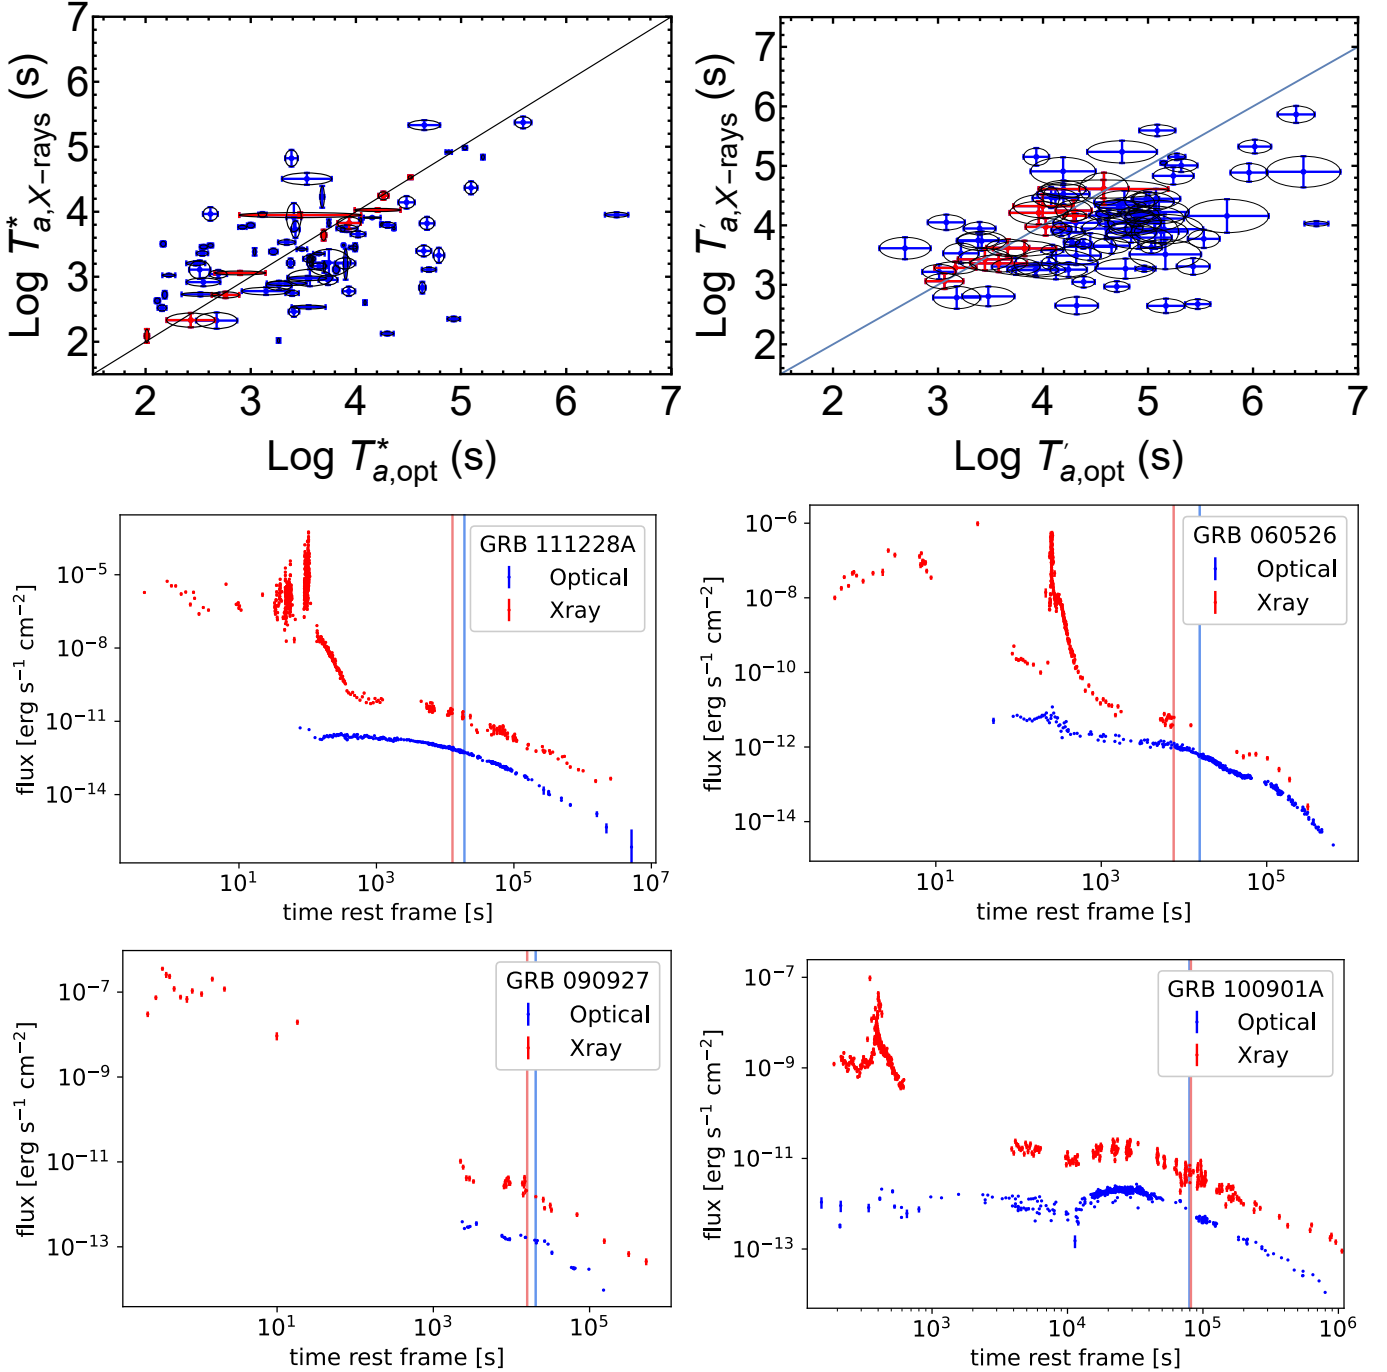 7
6
5
4
3
2
2 3 4 5 6 7
Log T*a,X−rays (s)
Log T*a,opt (s)
7
6
5
4
3
2
2 3 4 5 6 7
Log T′a,X−rays (s)
Log T′a,opt (s)
GRB 111228A
Optical
Xray
10−5
10−8
10−11
10−14
flux [erg s−1 cm−2]
101 103 105 107
time rest frame [s]
GRB 060526
Optical
Xray
10−6
10−8
10−10
10−12
10−14
flux [erg s−1 cm−2]
101 103 105
time rest frame [s]
GRB 090927
Optical
Xray
10−7
10−9
10−11
10−13
flux [erg s−1 cm−2]
101 103 105
time rest frame [s]
GRB 100901A
Optical
Xray
10−7
10−9
10−11
10−13
flux [erg s−1 cm−2]
103 104 105 106
time rest frame [s]